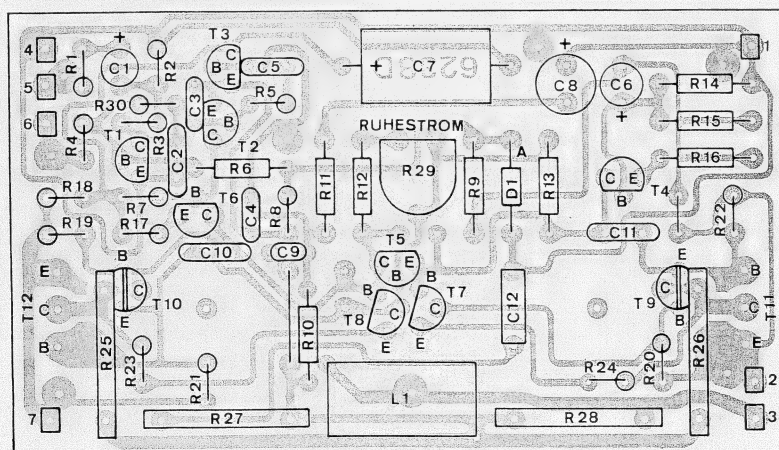 4 R1 + C1 R2 T3 C B E C5 + C7 6223D + C8 C6 + 1
5 R30 C3 R5 R14
6 R4 T1 R3 E B C RUHESTROM R15
C B E C2 T2 R6 R11 R12 R29 R9 A D1 R13 R16
R18 R7 B T6 C4 R8 C E B T4 R22
R19 R17 E C C10 C9 T5 C11
E B C E B B E B
T12 C C T10 B T8 C C T7 C12 T9 C C T11
B R25 E R10 E E B R26 E
R23 R21 R24 R20 2
7 R27 L1 R28 3